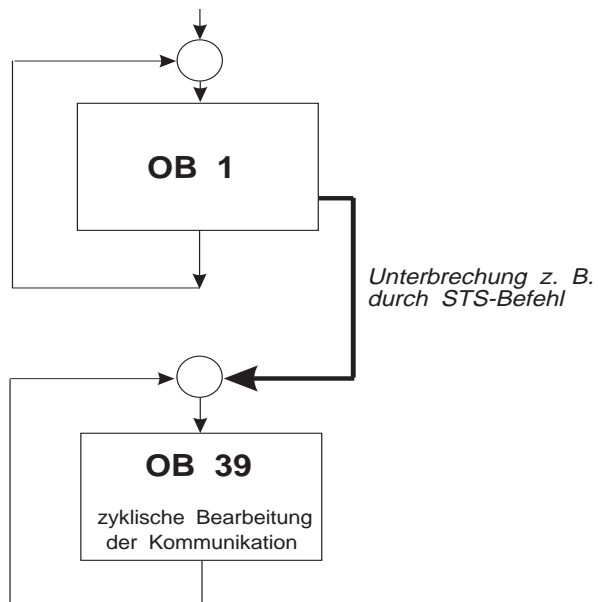 OB 1
Unterbrechung z. B.
durch STS-Befehl
OB 39
zyklische Bearbeitung
der Kommunikation